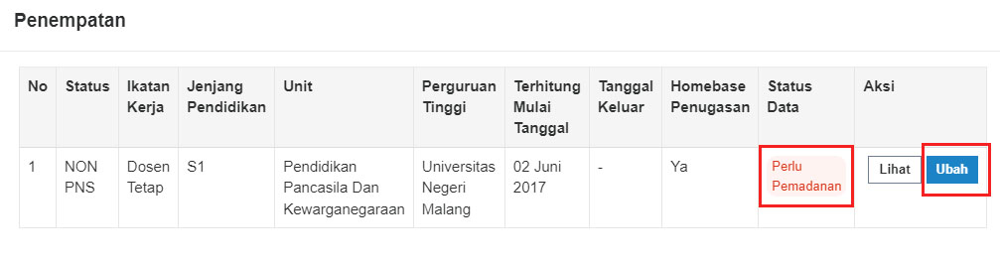 Penempatan
No Status Ikatan Kerja Jenjang Pendidikan Unit Perguruan Tinggi Terhitung Mulai Tanggal Tanggal Keluar Homebase Penugasan Status Data Aksi
1 NON PNS Dosen Tetap S1 Pendidikan Pancasila Dan Kewarganegaraan Universitas Negeri Malang 02 Juni 2017 - Ya Perlu Pemadanan Lihat Ubah